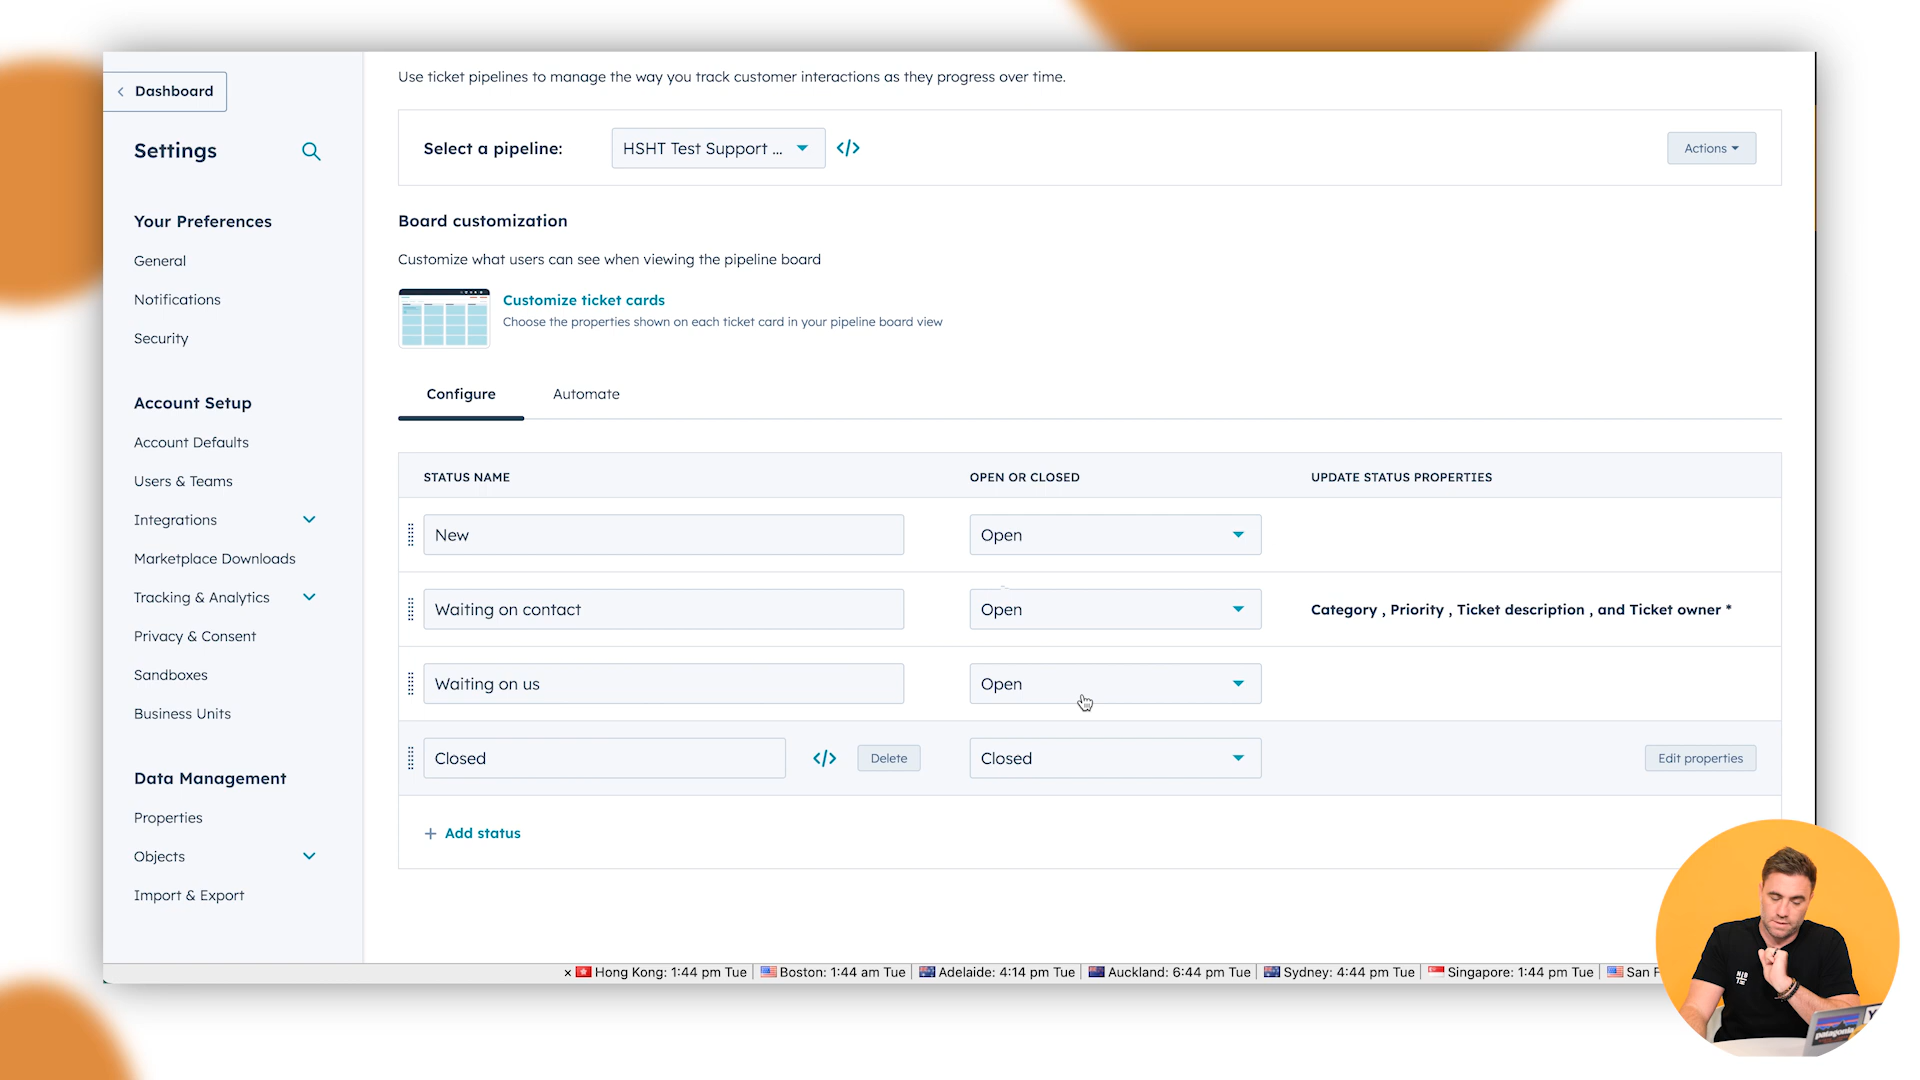 Use ticket pipelines to manage the way you track customer interactions as they progress over time.
Dashboard
Settings
Select a pipeline:
HSHT Test Support ...
</>
Actions
Your Preferences
General
Notifications
Security
Board customization
Customize what users can see when viewing the pipeline board
Customize ticket cards
Choose the properties shown on each ticket card in your pipeline board view
Account Setup
Account Defaults
Users & Teams
Integrations
Marketplace Downloads
Tracking & Analytics
Privacy & Consent
Sandboxes
Business Units
Data Management
Properties
Objects
Import & Export
Configure
Automate
STATUS NAME
OPEN OR CLOSED
UPDATE STATUS PROPERTIES
New
Open
Waiting on contact
Open
Category , Priority , Ticket description , and Ticket owner *
Waiting on us
Open
Closed
</>
Delete
Closed
Edit properties
+ Add status
× Hong Kong: 1:44 pm Tue
Boston: 1:44 am Tue
Adelaide: 4:14 pm Tue
Auckland: 6:44 pm Tue
Sydney: 4:44 pm Tue
Singapore: 1:44 pm Tue
San F
patagonia